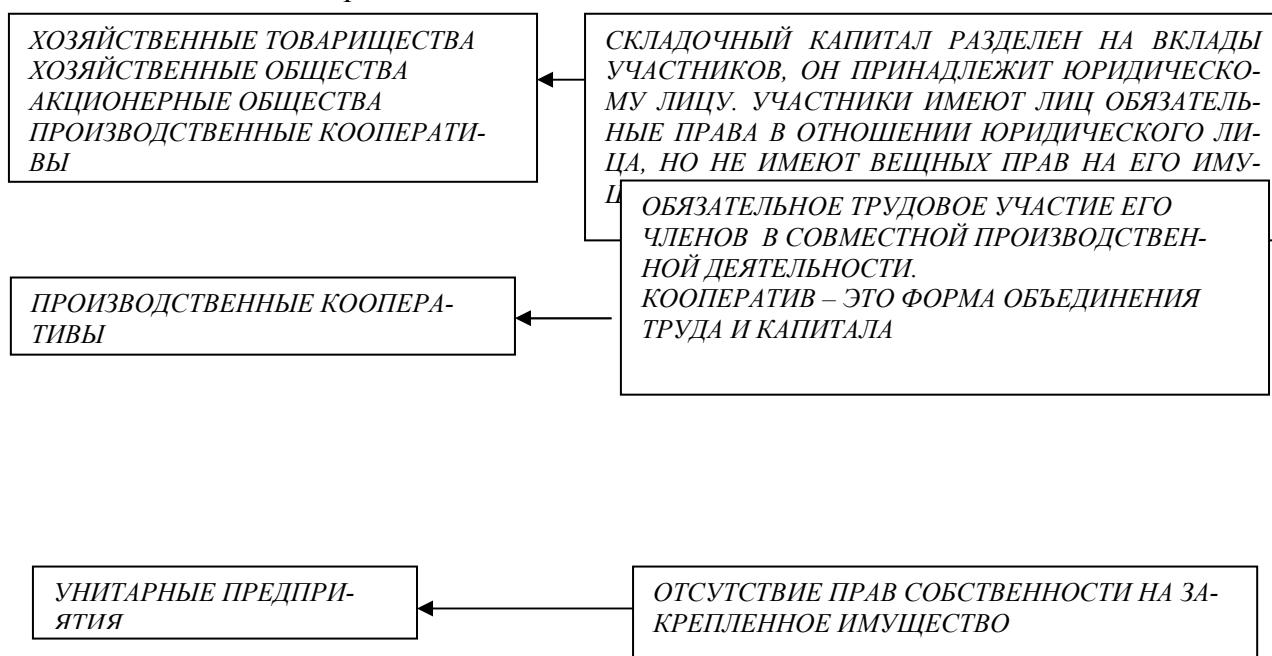 ХОЗЯЙСТВЕННЫЕ ТОВАРИЩЕСТВА
ХОЗЯЙСТВЕННЫЕ ОБЩЕСТВА
АКЦИОНЕРНЫЕ ОБЩЕСТВА
ПРОИЗВОДСТВЕННЫЕ КООПЕРАТИ-
ВЫ
СКЛАДОЧНЫЙ КАПИТАЛ РАЗДЕЛЕН НА ВКЛАДЫ
УЧАСТНИКОВ, ОН ПРИНАДЛЕЖИТ ЮРИДИЧЕСКО-
МУ ЛИЦУ. УЧАСТНИКИ ИМЕЮТ ЛИЦ ОБЯЗАТЕЛЬ-
НЫЕ ПРАВА В ОТНОШЕНИИ ЮРИДИЧЕСКОГО ЛИ-
ЦА, НО НЕ ИМЕЮТ ВЕЩНЫХ ПРАВ НА ЕГО ИМУ-
ПРОИЗВОДСТВЕННЫЕ КООПЕРА-
ТИВЫ
ОБЯЗАТЕЛЬНОЕ ТРУДОВОЕ УЧАСТИЕ ЕГО
ЧЛЕНОВ В СОВМЕСТНОЙ ПРОИЗВОДСТВЕН-
НОЙ ДЕЯТЕЛЬНОСТИ.
КООПЕРАТИВ – ЭТО ФОРМА ОБЪЕДИНЕНИЯ
ТРУДА И КАПИТАЛА
УНИТАРНЫЕ ПРЕДПРИ-
ЯТИЯ
ОТСУТСТВИЕ ПРАВ СОБСТВЕННОСТИ НА ЗА-
КРЕПЛЕННОЕ ИМУЩЕСТВО